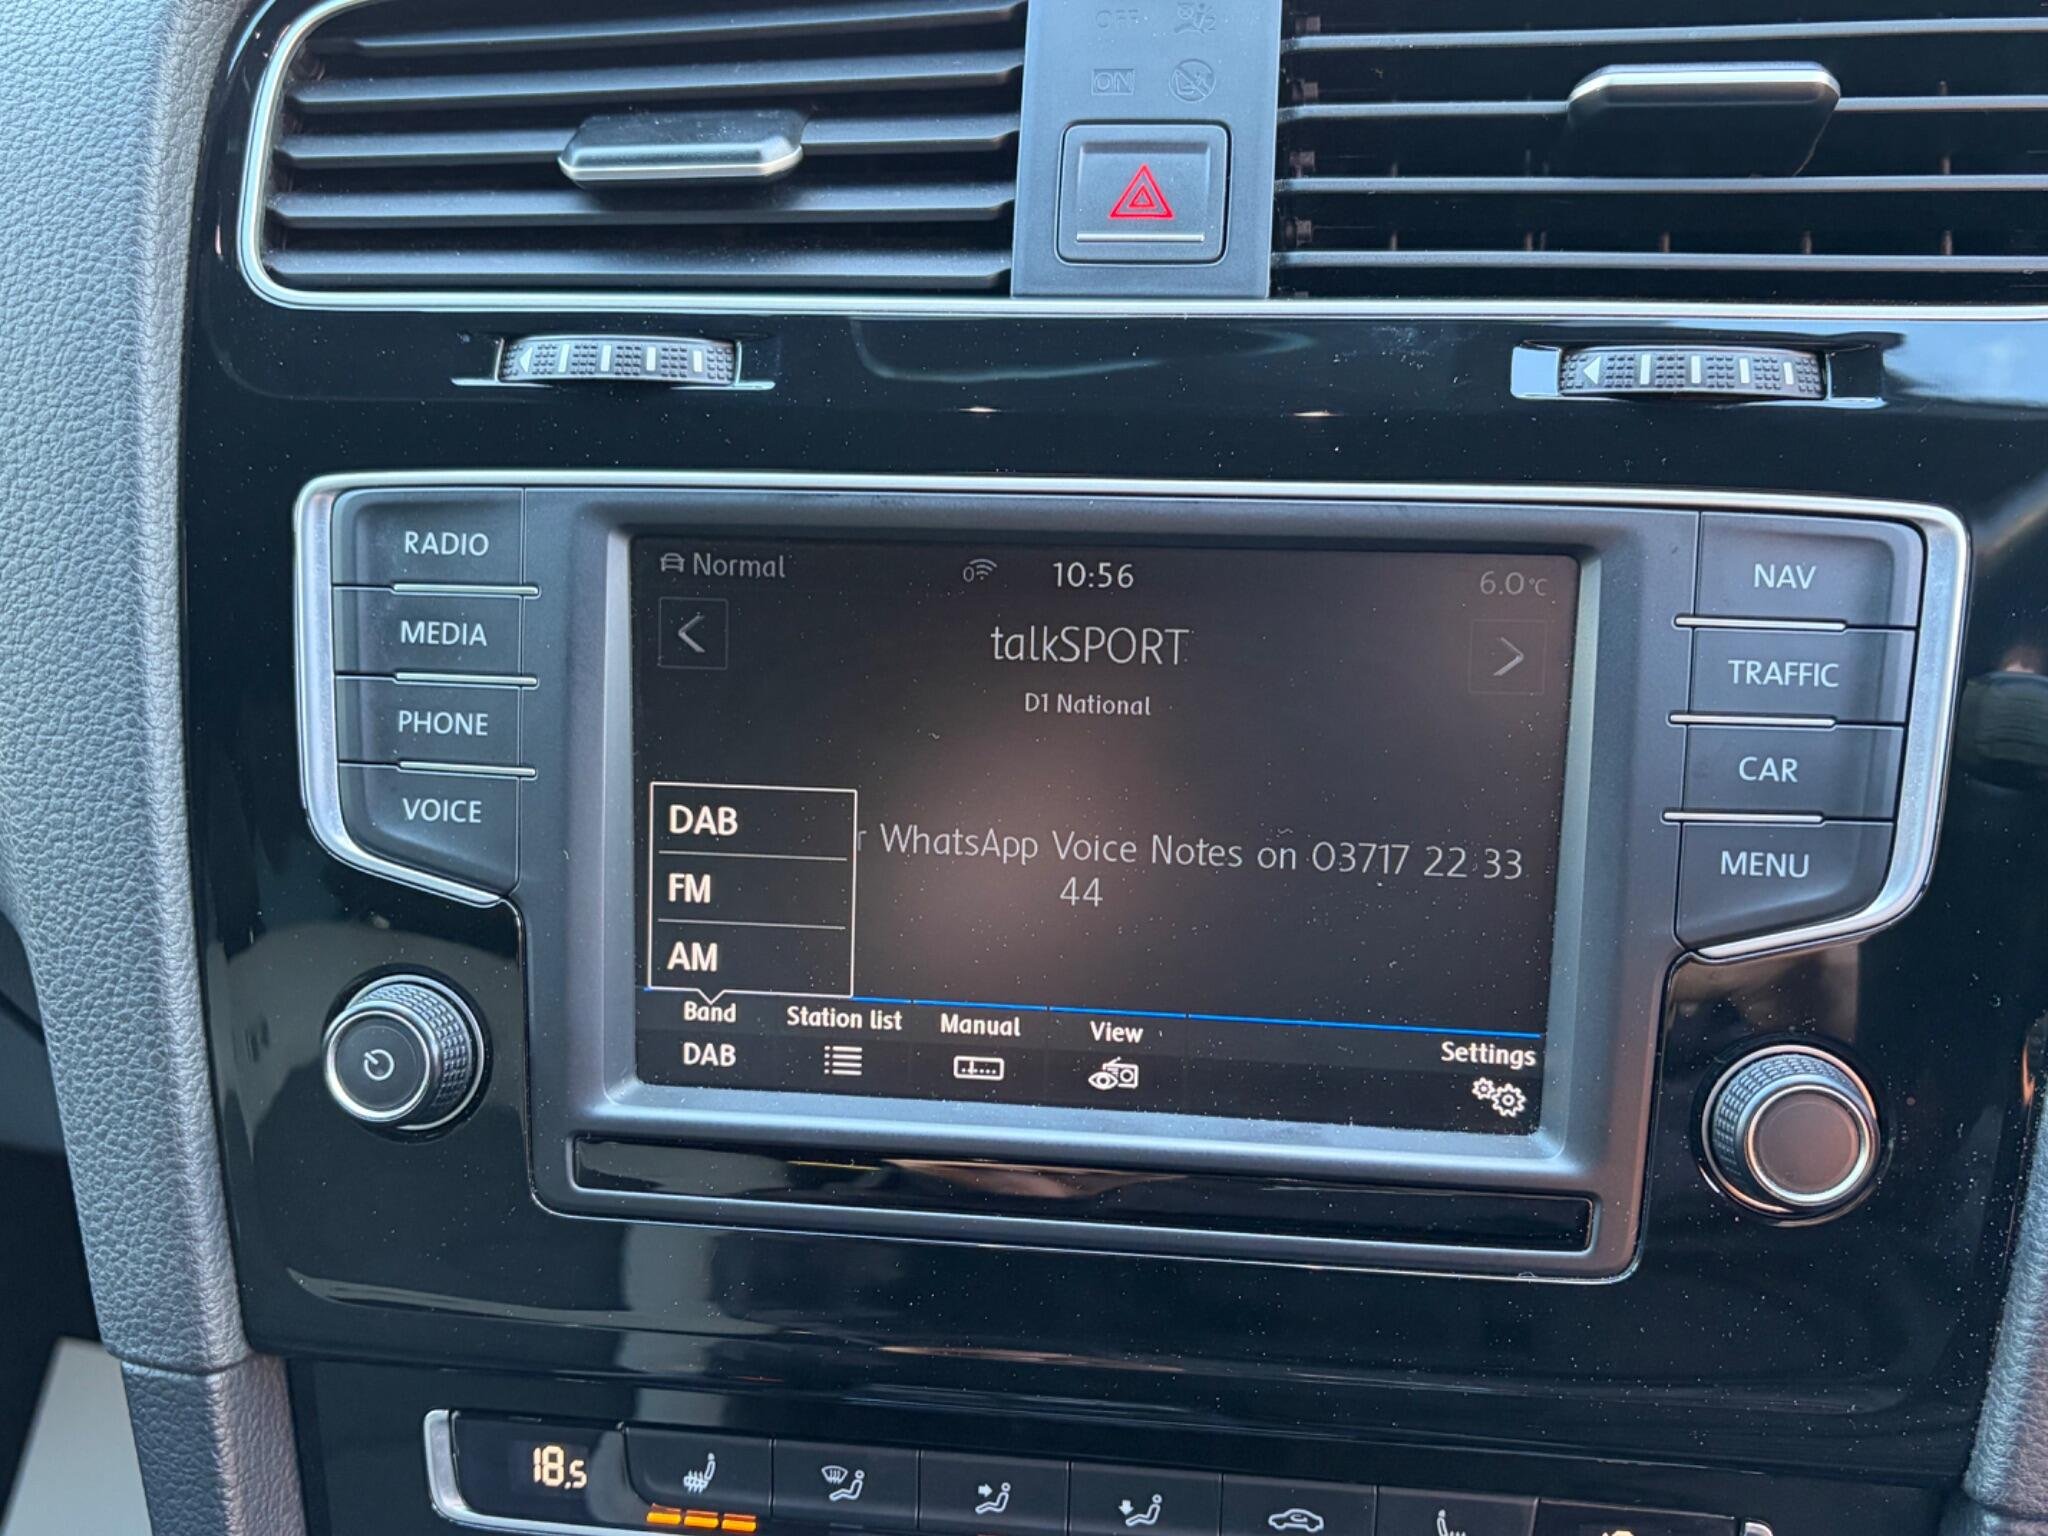 OFF
ON
RADIO
MEDIA
PHONE
VOICE
NAV
TRAFFIC
CAR
MENU
Normal
0
10:56
6.0°C
talkSPORT
D1 National
r WhatsApp Voice Notes on 03717 22 33
44
DAB
FM
AM
Band
DAB
Station list
Manual
View
Settings
18.5